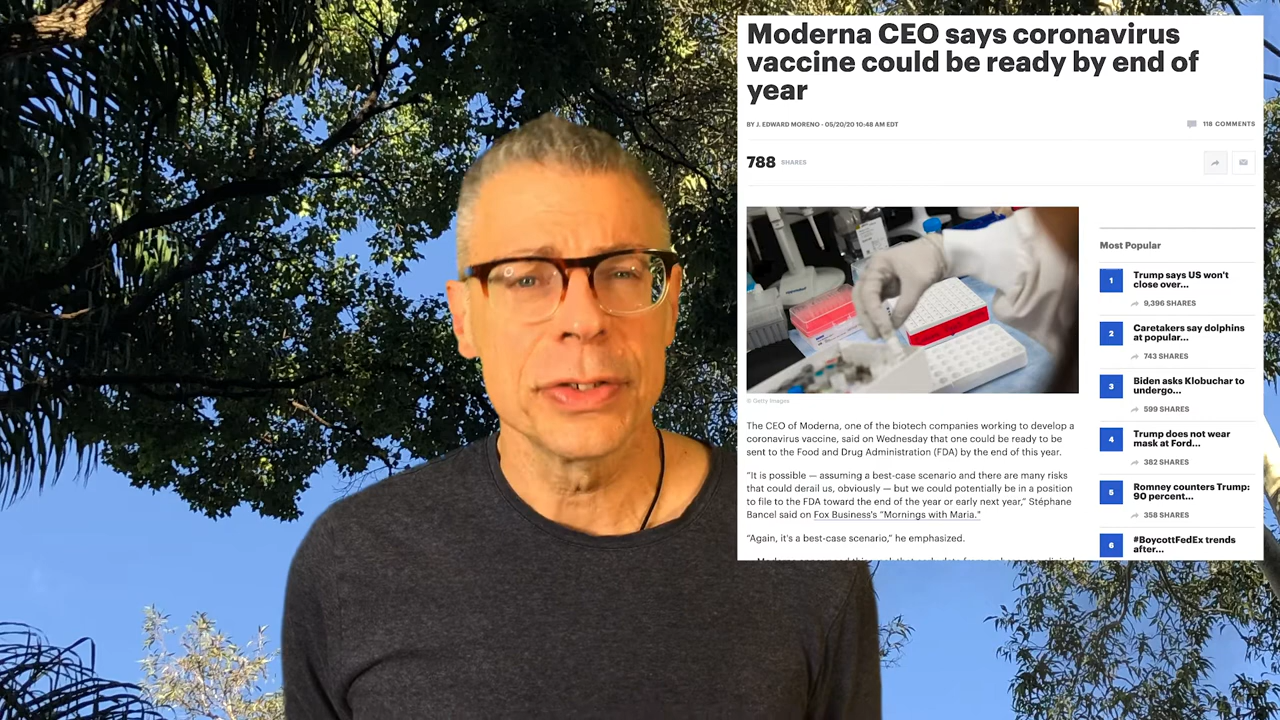 Moderna CEO says coronavirus
vaccine could be ready by end of
year
BY J. EDWARD MORENO - 05/20/20 10:48 AM EDT
118 COMMENTS
788 SHARES
© Getty Images
The CEO of Moderna, one of the biotech companies working to develop a
coronavirus vaccine, said on Wednesday that one could be ready to be
sent to the Food and Drug Administration (FDA) by the end of this year.
"It is possible — assuming a best-case scenario and there are many risks
that could derail us, obviously — but we could potentially be in a position
to file to the FDA toward the end of the year or early next year," Stéphane
Bancel said on Fox Business's "Mornings with Maria."
"Again, it's a best-case scenario," he emphasized.
Most Popular
1
Trump says US won't
close over...
9,396 SHARES
2
Caretakers say dolphins
at popular...
743 SHARES
3
Biden asks Klobuchar to
undergo...
599 SHARES
4
Trump does not wear
mask at Ford...
382 SHARES
5
Romney counters Trump:
90 percent...
358 SHARES
6
#BoycottFedEx trends
after...